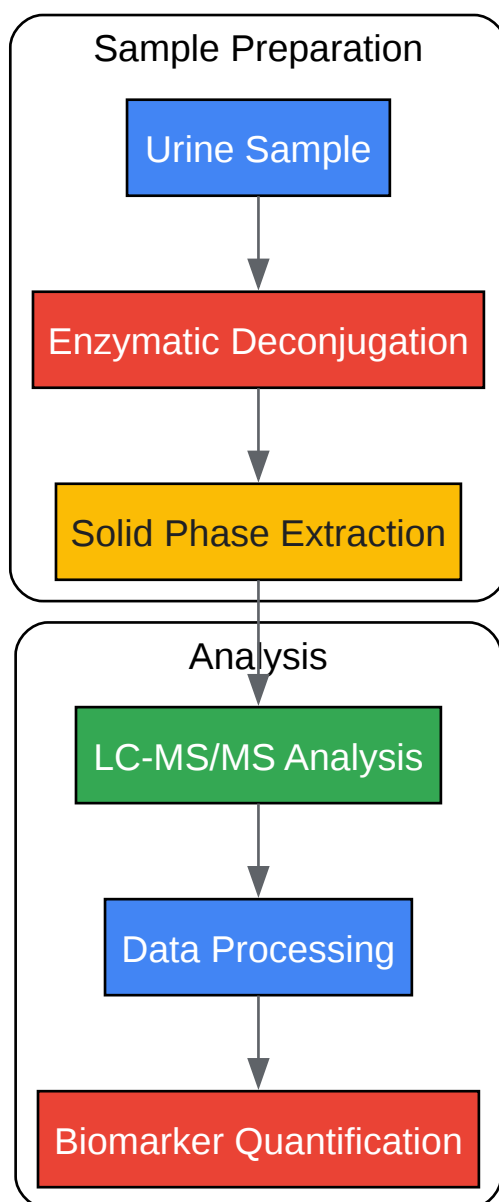 Sample Preparation
Urine Sample
Enzymatic Deconjugation
Solid Phase Extraction
Analysis
LC-MS/MS Analysis
Data Processing
Biomarker Quantification